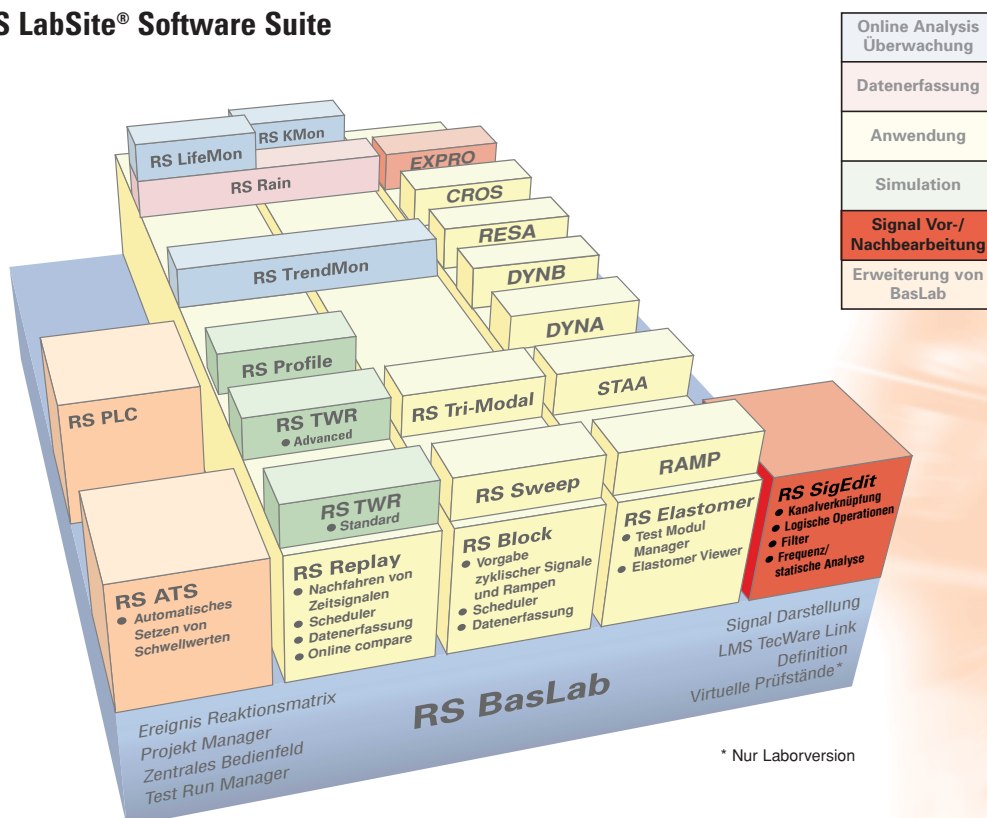 S LabSite® Software Suite
Online Analysis
Überwachung
Datenerfassung
Anwendung
Simulation
Signal Vor-/
Nachbearbeitung
Erweiterung von
BasLab
RS KMon
RS LifeMon
RS Rain
EXPRO
CROS
RESA
RS TrendMon
DYNB
DYNA
RS Profile
STAA
RS PLC
RS TWR
● Advanced
RS Tri-Modal
RAMP
RS TWR
● Standard
RS Sweep
RS SigEdit
● Kanalverknüpfung
● Logische Operationen
● Filter
● Frequenz/
statische Analyse
RS ATS
● Automatisches
Setzen von
Schwellwerten
RS Replay
● Nachfahren von
Zeitsignalen
● Scheduler
● Datenerfassung
● Online compare
RS Block
● Vorgabe
zyklischer Signale
und Rampen
● Scheduler
● Datenerfassung
RS Elastomer
● Test Modul
Manager
● Elastomer Viewer
Ereignis Reaktionsmatrix
Projekt Manager
Zentrales Bedienfeld
Test Run Manager
RS BasLab
Signal Darstellung
LMS TecWare Link
Definition
Virtuelle Prüfstände*
* Nur Laborversion